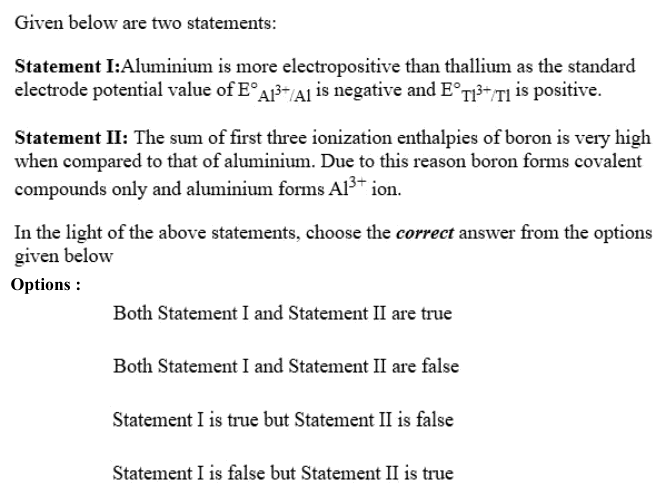 Given below are two statements:
Statement I:Aluminium is more electropositive than thallium as the standard
electrode potential value of E°Al³⁺/Al is negative and E°Tl³⁺/Tl is positive.
Statement II: The sum of first three ionization enthalpies of boron is very high
when compared to that of aluminium. Due to this reason boron forms covalent
compounds only and aluminium forms Al³⁺ ion.
In the light of the above statements, choose the correct answer from the options
given below
Options :
Both Statement I and Statement II are true
Both Statement I and Statement II are false
Statement I is true but Statement II is false
Statement I is false but Statement II is true